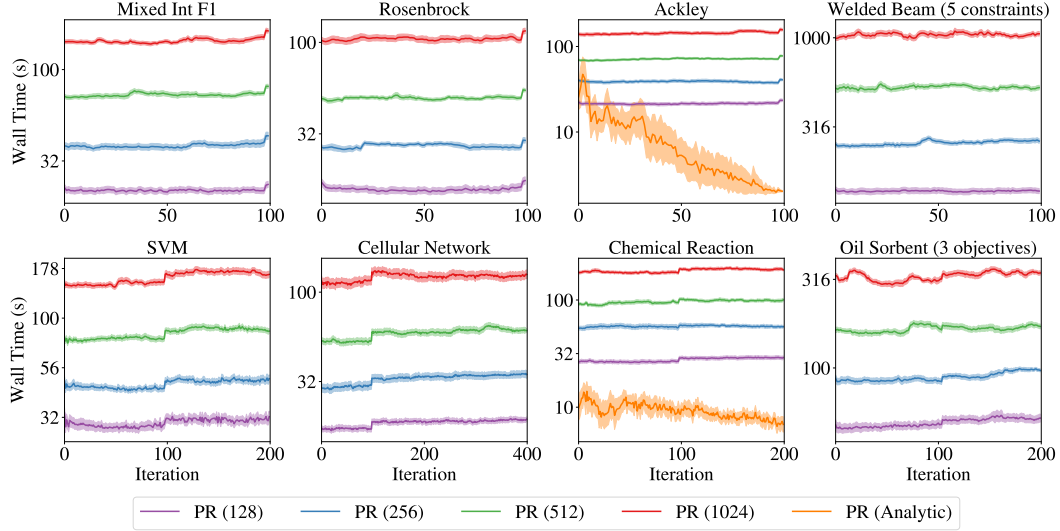 Mixed Int F1
Rosenbrock
Ackley
Welded Beam (5 constraints)
Wall Time (s)
100
32
0 50 100
100
32
0 50 100
100
10
0 50 100
1000
316
0 50 100
SVM
Cellular Network
Chemical Reaction
Oil Sorbent (3 objectives)
Wall Time (s)
178
100
56
32
0 100 200
Iteration
100
32
0 200 400
Iteration
100
32
10
0 100 200
Iteration
316
100
0 100 200
Iteration
PR (128) PR (256) PR (512) PR (1024) PR (Analytic)